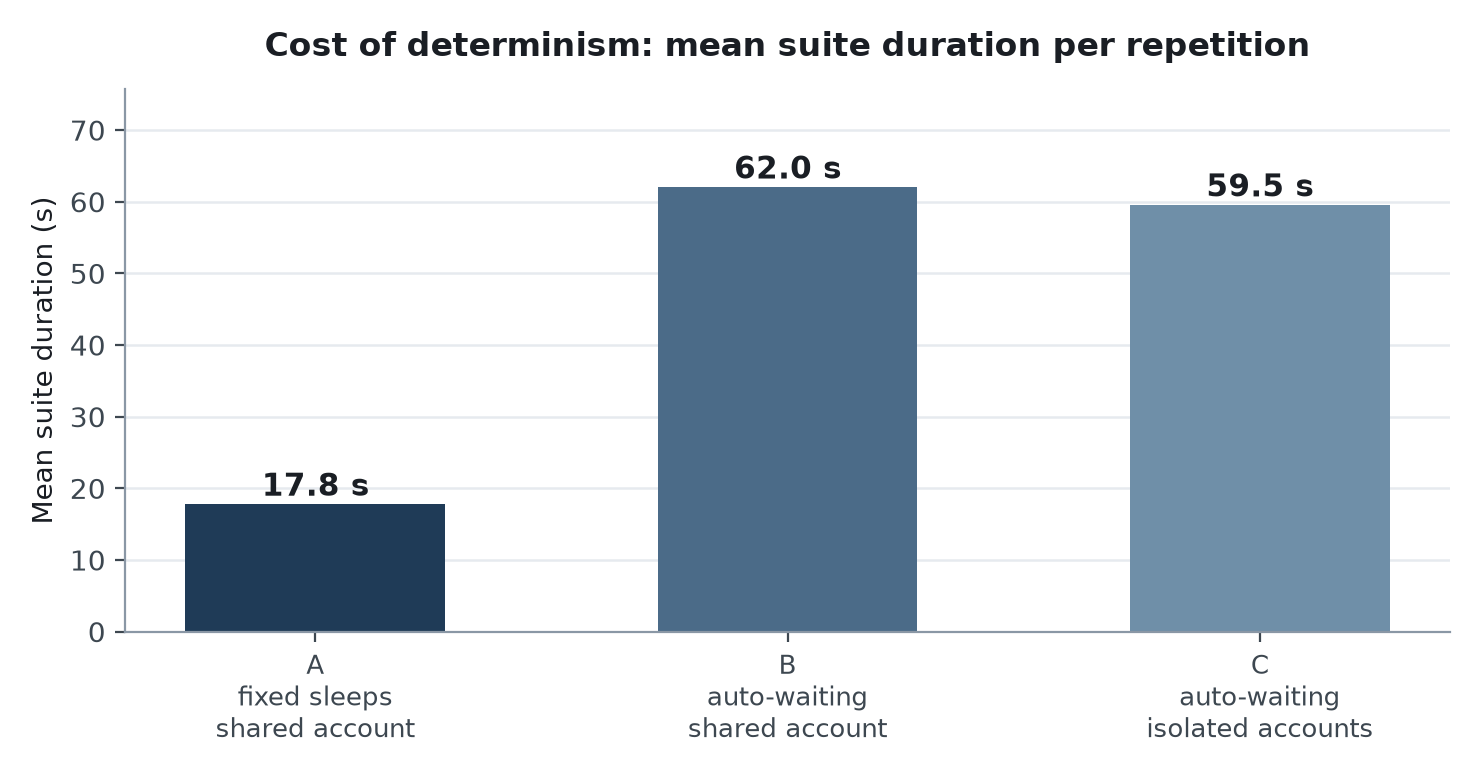 Cost of determinism: mean suite duration per repetition
Mean suite duration (s)
70
60
50
40
30
20
10
0
17.8 s
62.0 s
59.5 s
A
fixed sleeps
shared account
B
auto-waiting
shared account
C
auto-waiting
isolated accounts